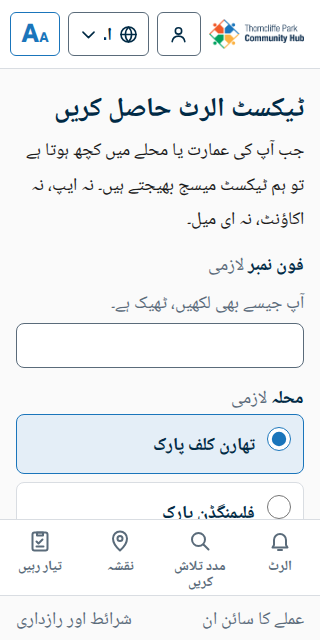 Thorncliffe Park
Community Hub
ا.
AA
ٹیکسٹ الرٹ حاصل کریں
جب آپ کی عمارت یا محلے میں کچھ ہوتا ہے
تو ہم ٹیکسٹ میسج بھیجتے ہیں۔ نہ ایپ، نہ
اکاؤنٹ، نہ ای میل۔
فون نمبر لازمی
آپ جیسے بھی لکھیں، ٹھیک ہے۔
محلہ لازمی
تھارن کلف پارک
فلیمنگڈن پارک
الرٹ
مدد تلاش
کریں
نقشہ
تیار رہیں
عملے کا سائن ان
شرائط اور رازداری